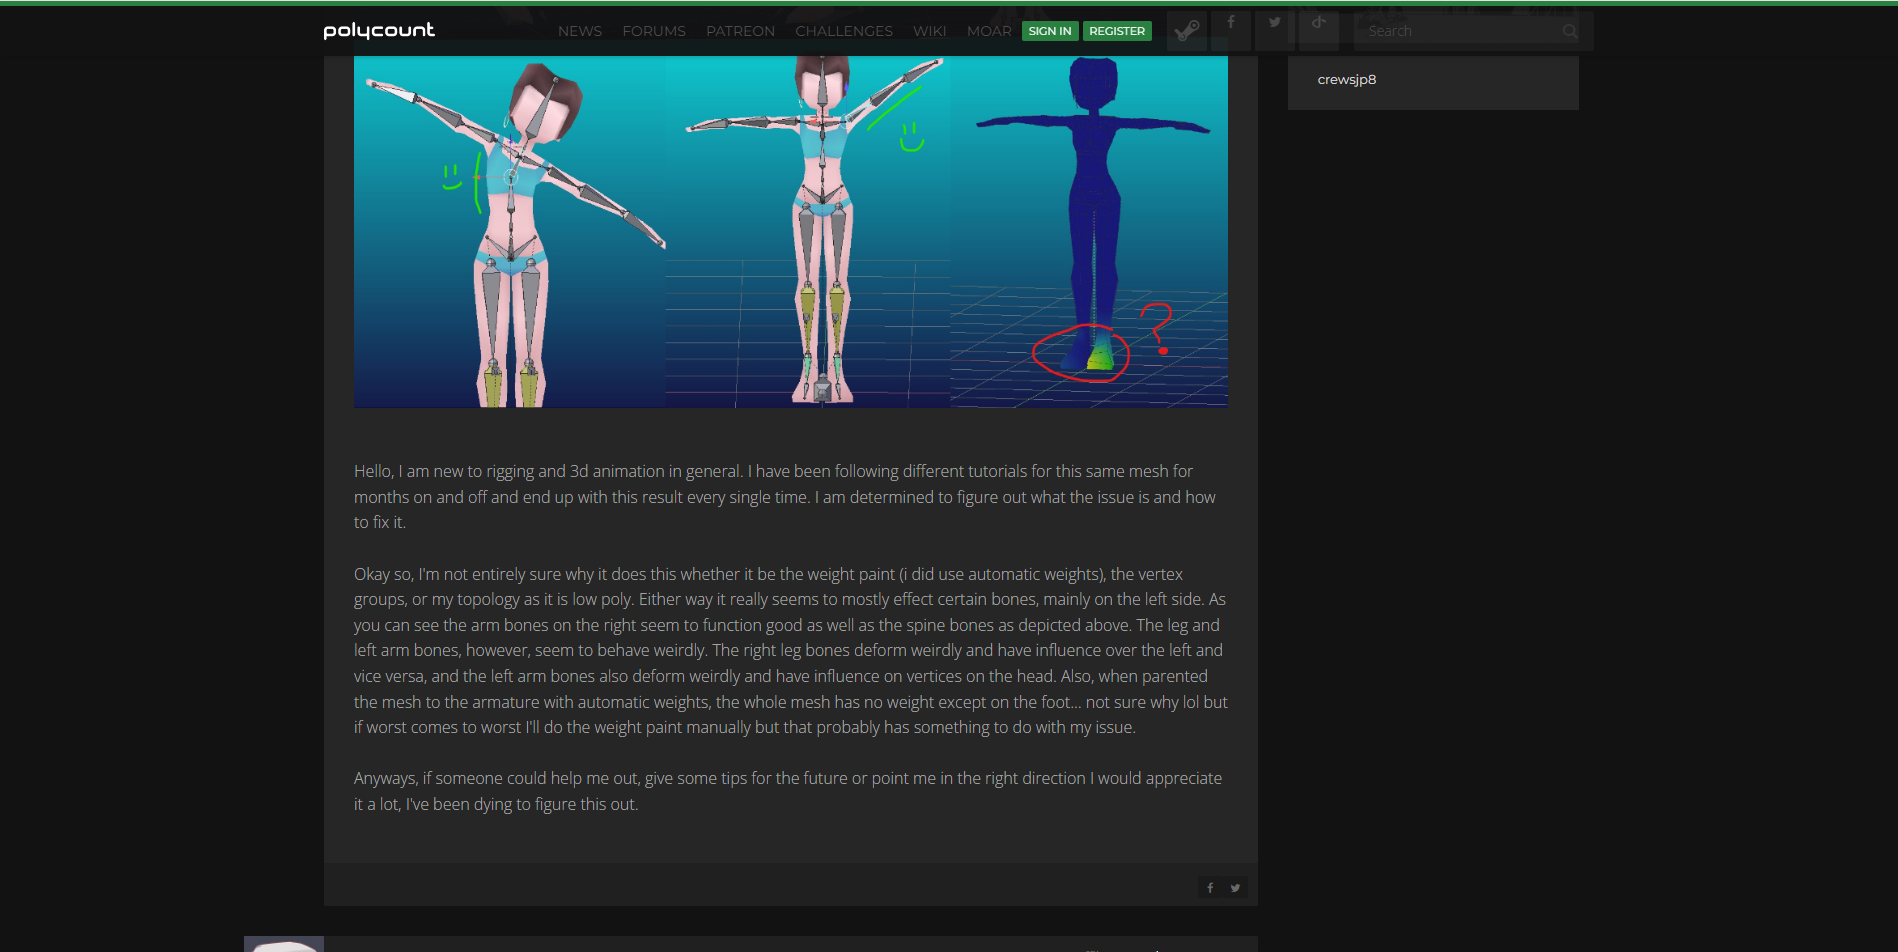 polycount
NEWS FORUMS PATREON CHALLENGES WIKI MOAR SIGN IN REGISTER
Search
crewsjp8
?
Hello, I am new to rigging and 3d animation in general. I have been following different tutorials for this same mesh for
months on and off and end up with this result every single time. I am determined to figure out what the issue is and how
to fix it.
Okay so, I'm not entirely sure why it does this whether it be the weight paint (i did use automatic weights), the vertex
groups, or my topology as it is low poly. Either way it really seems to mostly effect certain bones, mainly on the left side. As
you can see the arm bones on the right seem to function good as well as the spine bones as depicted above. The leg and
left arm bones, however, seem to behave weirdly. The right leg bones deform weirdly and have influence over the left and
vice versa, and the left arm bones also deform weirdly and have influence on vertices on the head. Also, when parented
the mesh to the armature with automatic weights, the whole mesh has no weight except on the foot... not sure why lol but
if worst comes to worst I'll do the weight paint manually but that probably has something to do with my issue.
Anyways, if someone could help me out, give some tips for the future or point me in the right direction I would appreciate
it a lot, I've been dying to figure this out.